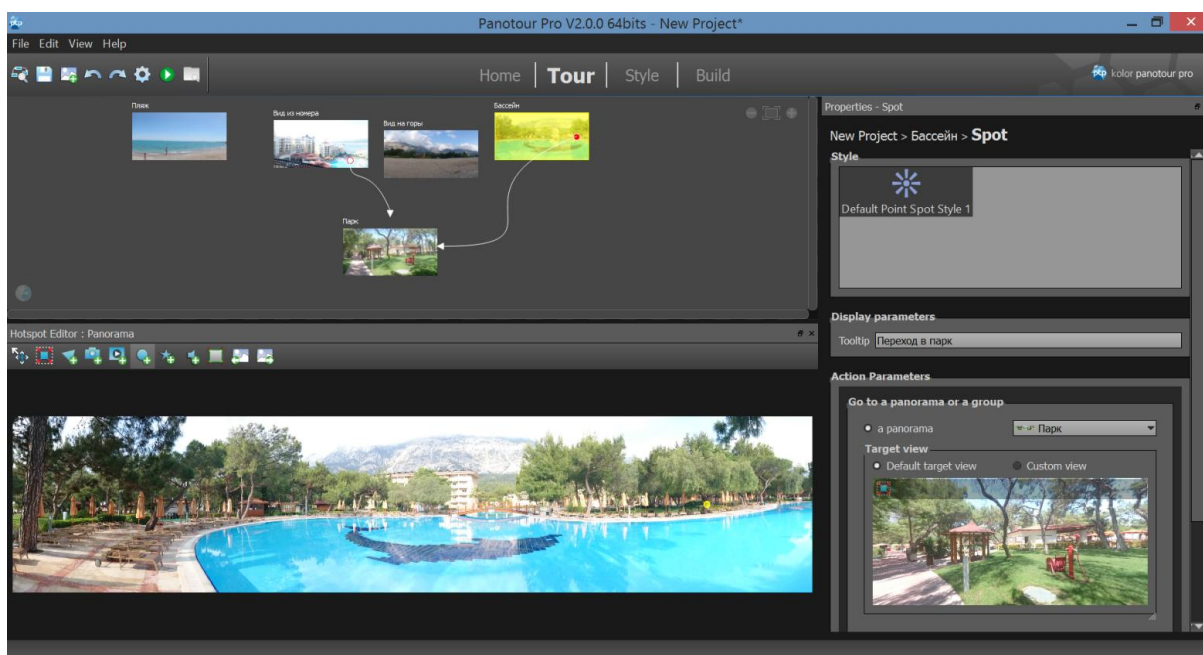 Panotour Pro V2.0.0 64bits - New Project*
File Edit View Help
Home Tour Style Build
kolor panotour pro
Пляж
Вид из номера
Вид на горы
Бассейн
Парк
Hotspot Editor : Panorama
Properties - Spot
New Project > Бассейн > Spot
Style
Default Point Spot Style 1
Display parameters
Tooltip Переход в парк
Action Parameters
Go to a panorama or a group
a panorama Парк
Target view
Default target view Custom view